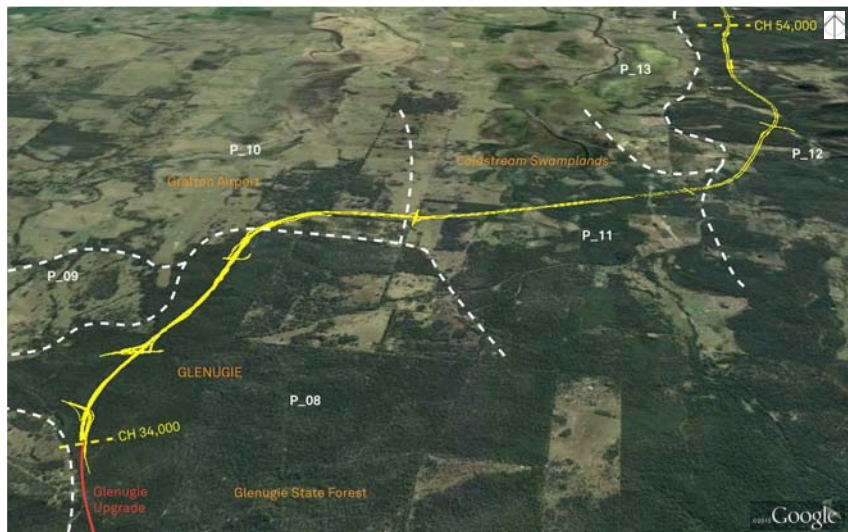 CH 54,000
P_13
P_10
Coldstream Swamplands
P_12
Grafton Airport
P_11
P_09
GLENUGIE
P_08
CH 34,000
Glenugie
Upgrade
Glenugie State Forest
©2010 Google